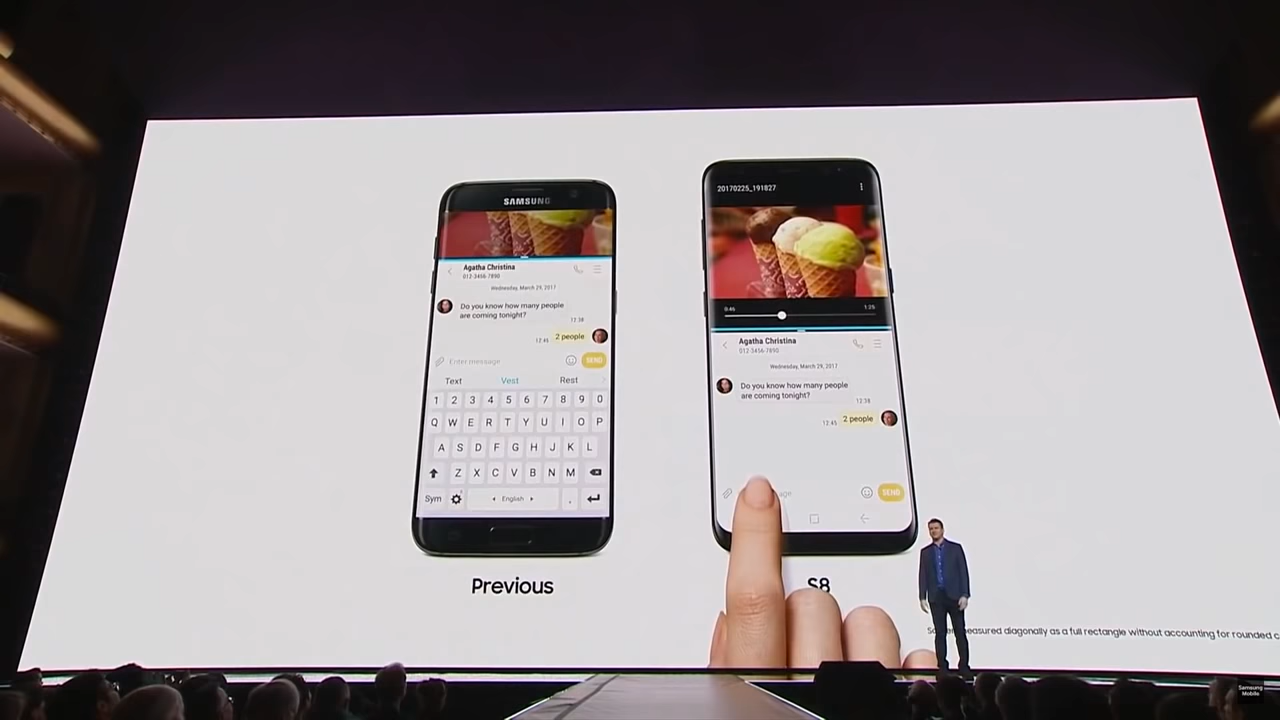 SAMSUNG
Agatha Christina
012-3456-7890
Wednesday, March 29, 2017
Do you know how many people
are coming tonight?
12:38
12:45
2 people
Enter message
SEND
Text
Vest
Rest
1 2 3 4 5 6 7 8 9 0
Q W E R T Y U I O P
A S D F G H J K L
Z X C V B N M
Sym
English
.
Previous
20170225_191827
0:46
1:25
Agatha Christina
012-3456-7890
Wednesday, March 29, 2017
Do you know how many people
are coming tonight?
12:38
12:45
2 people
SEND
S8
measured diagonally as a full rectangle without accounting for rounded c
Samsung
Mobile